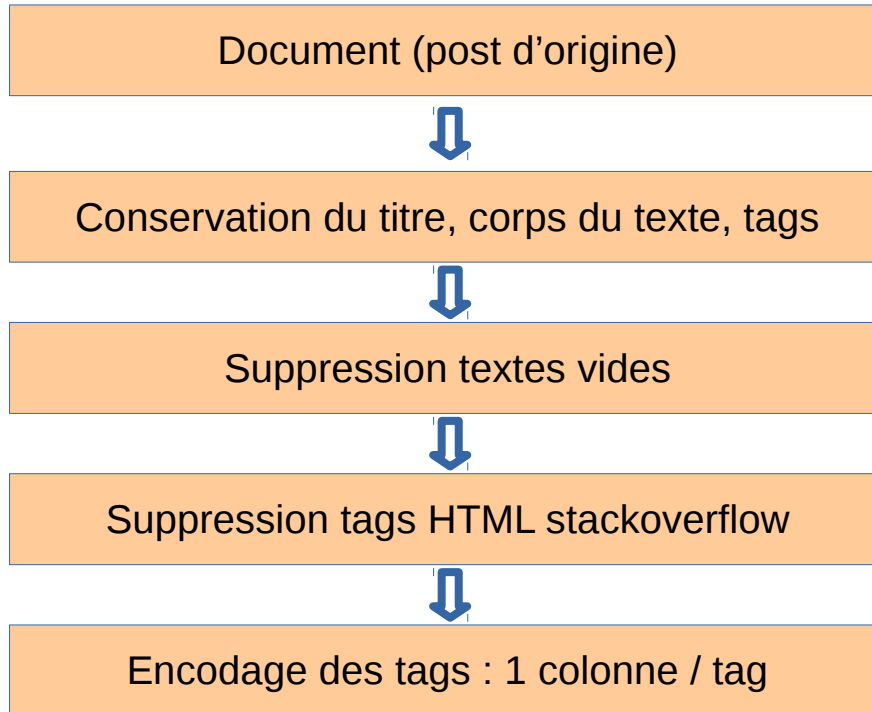 Document (post d’origine)
Conservation du titre, corps du texte, tags
Suppression textes vides
Suppression tags HTML stackoverflow
Encodage des tags : 1 colonne / tag